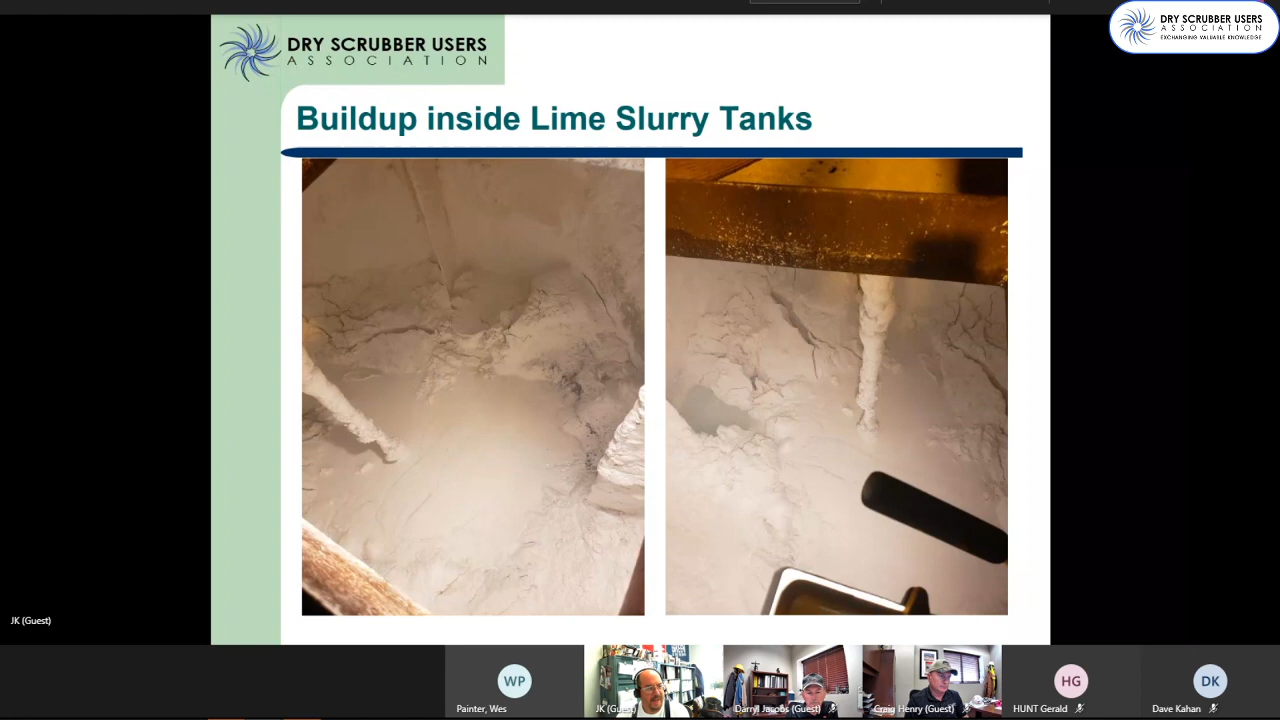 DRY SCRUBBER USERS
ASSOCIATION
DRY SCRUBBER USERS
ASSOCIATION
EXCHANGING VALUABLE KNOWLEDGE
Buildup inside Lime Slurry Tanks
JK (Guest)
WP
HG
DK
Painter, Wes
JK (Guest)
Darryl Jacobs (Guest)
Craig Henry (Guest)
HUNT Gerald
Dave Kahan